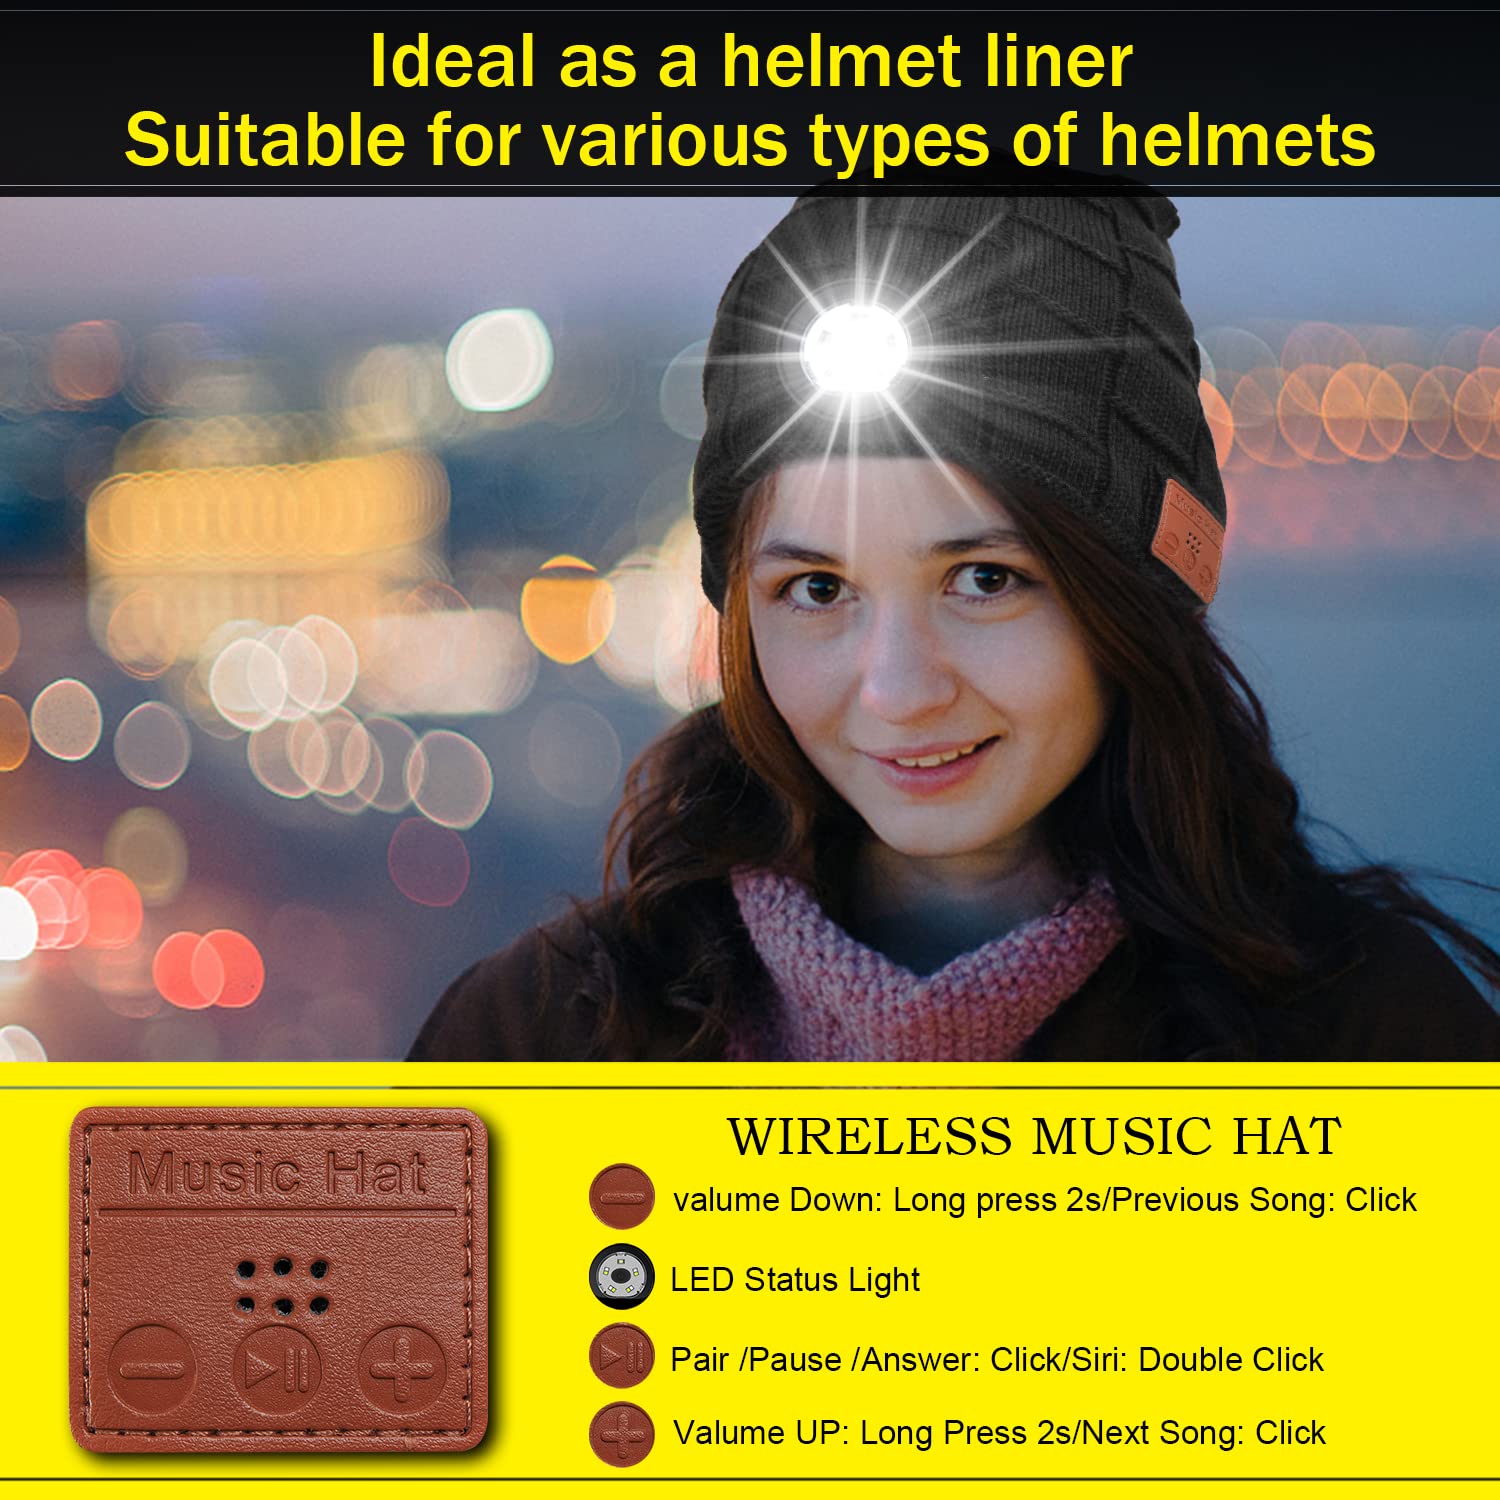 Ideal as a helmet liner
Suitable for various types of helmets
Music Hat
Music Hat
WIRELESS MUSIC HAT
valume Down: Long press 2s/Previous Song: Click
LED Status Light
Pair /Pause /Answer: Click/Siri: Double Click
Valume UP: Long Press 2s/Next Song: Click